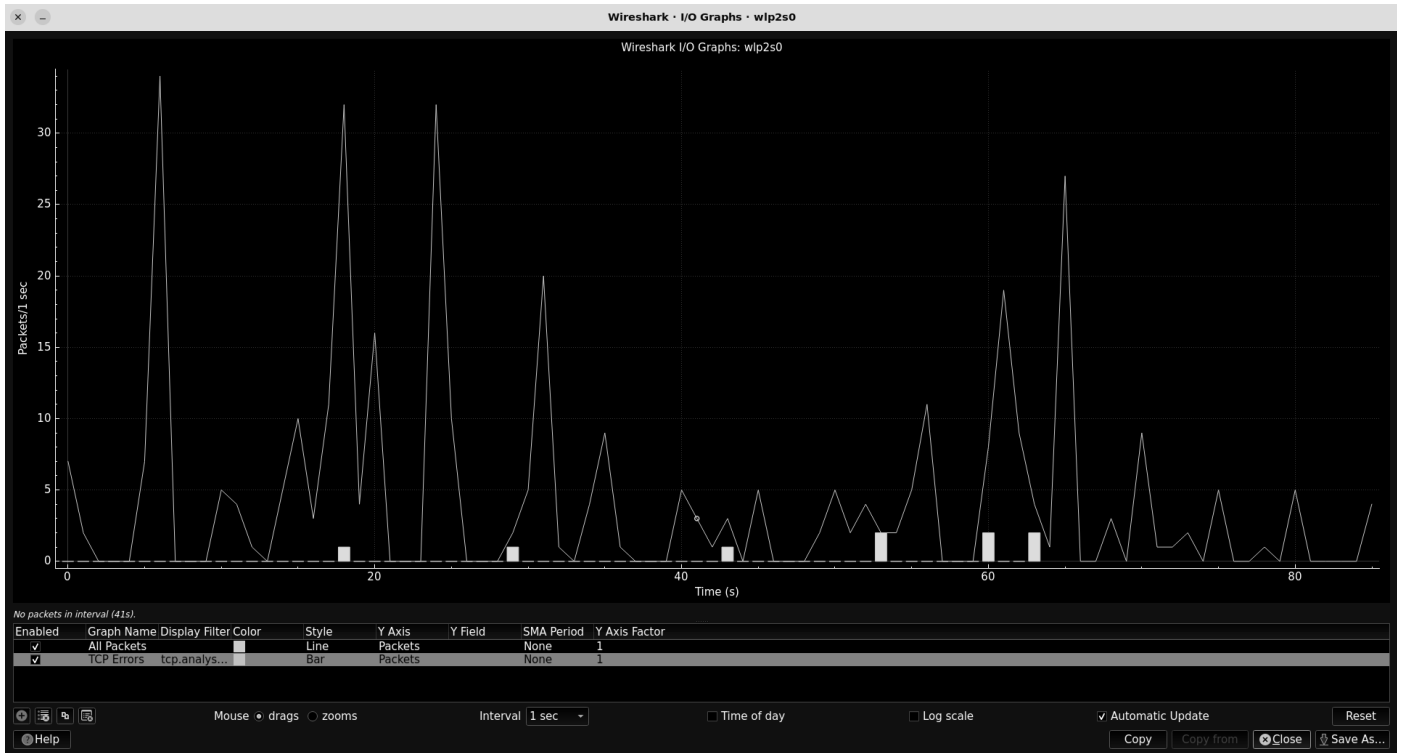 Wireshark · I/O Graphs · wlp2s0
Wireshark I/O Graphs: wlp2s0
30
25
20
15
10
5
0
Packets/1 sec
0 20 40 60 80
Time (s)
No packets in interval (41s).
Enabled Graph Name Display Filter Color Style Y Axis Y Field SMA Period Y Axis Factor
All Packets Line Packets None 1
TCP Errors tcp.analys... Bar Packets None 1
Mouse drags zooms Interval 1 sec Time of day Log scale Automatic Update Reset
Help Copy Copy from Close Save As...